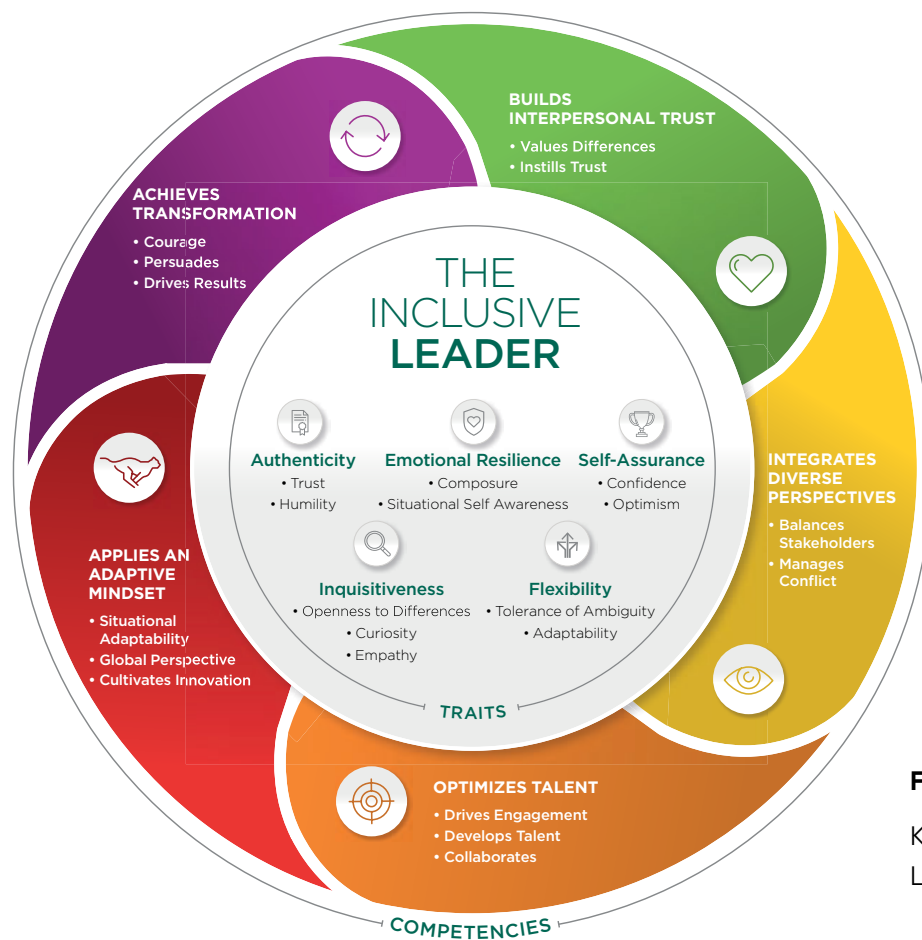 BUILDS
INTERPERSONAL TRUST
• Values Differences
• Instills Trust
ACHIEVES
TRANSFORMATION
• Courage
• Persuades
• Drives Results
THE
INCLUSIVE
LEADER
Authenticity
• Trust
• Humility
Emotional Resilience
• Composure
• Situational Self Awareness
Self-Assurance
• Confidence
• Optimism
Inquisitiveness
• Openness to Differences
• Curiosity
• Empathy
Flexibility
• Tolerance of Ambiguity
• Adaptability
TRAITS
INTEGRATES
DIVERSE
PERSPECTIVES
• Balances
Stakeholders
• Manages
Conflict
APPLIES AN
ADAPTIVE
MINDSET
• Situational
Adaptability
• Global Perspective
• Cultivates Innovation
OPTIMIZES TALENT
• Drives Engagement
• Develops Talent
• Collaborates
COMPETENCIES
F
K
L